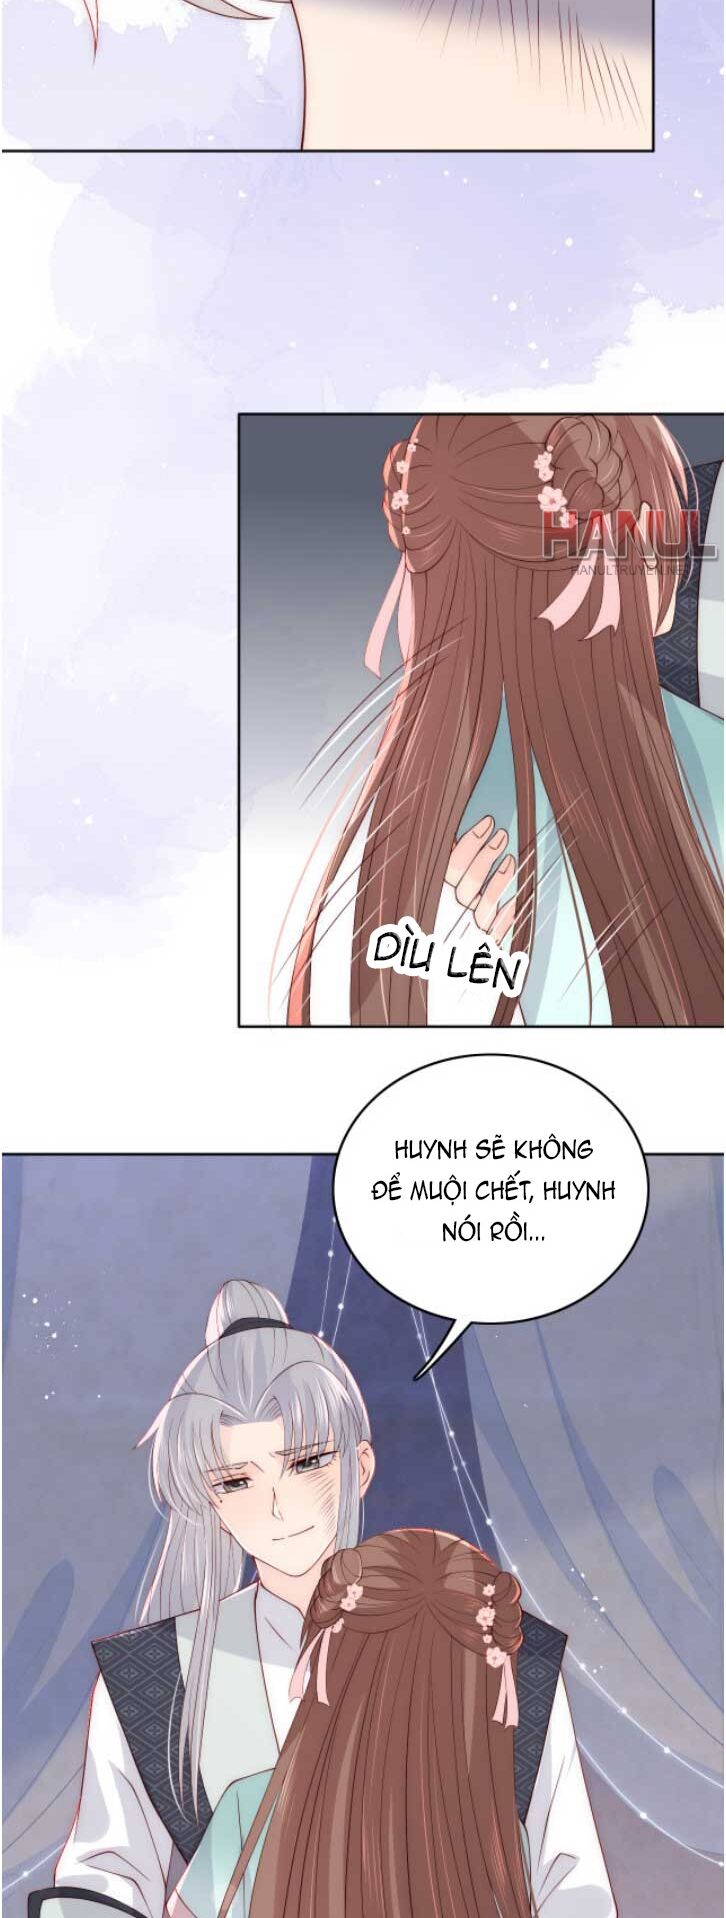 HANUL
HANULTRUYEN.NET
DÌU LÊN
HUYNH SẼ KHÔNG
ĐỂ MUỘI CHẾT, HUYNH
NÓI RỒI...